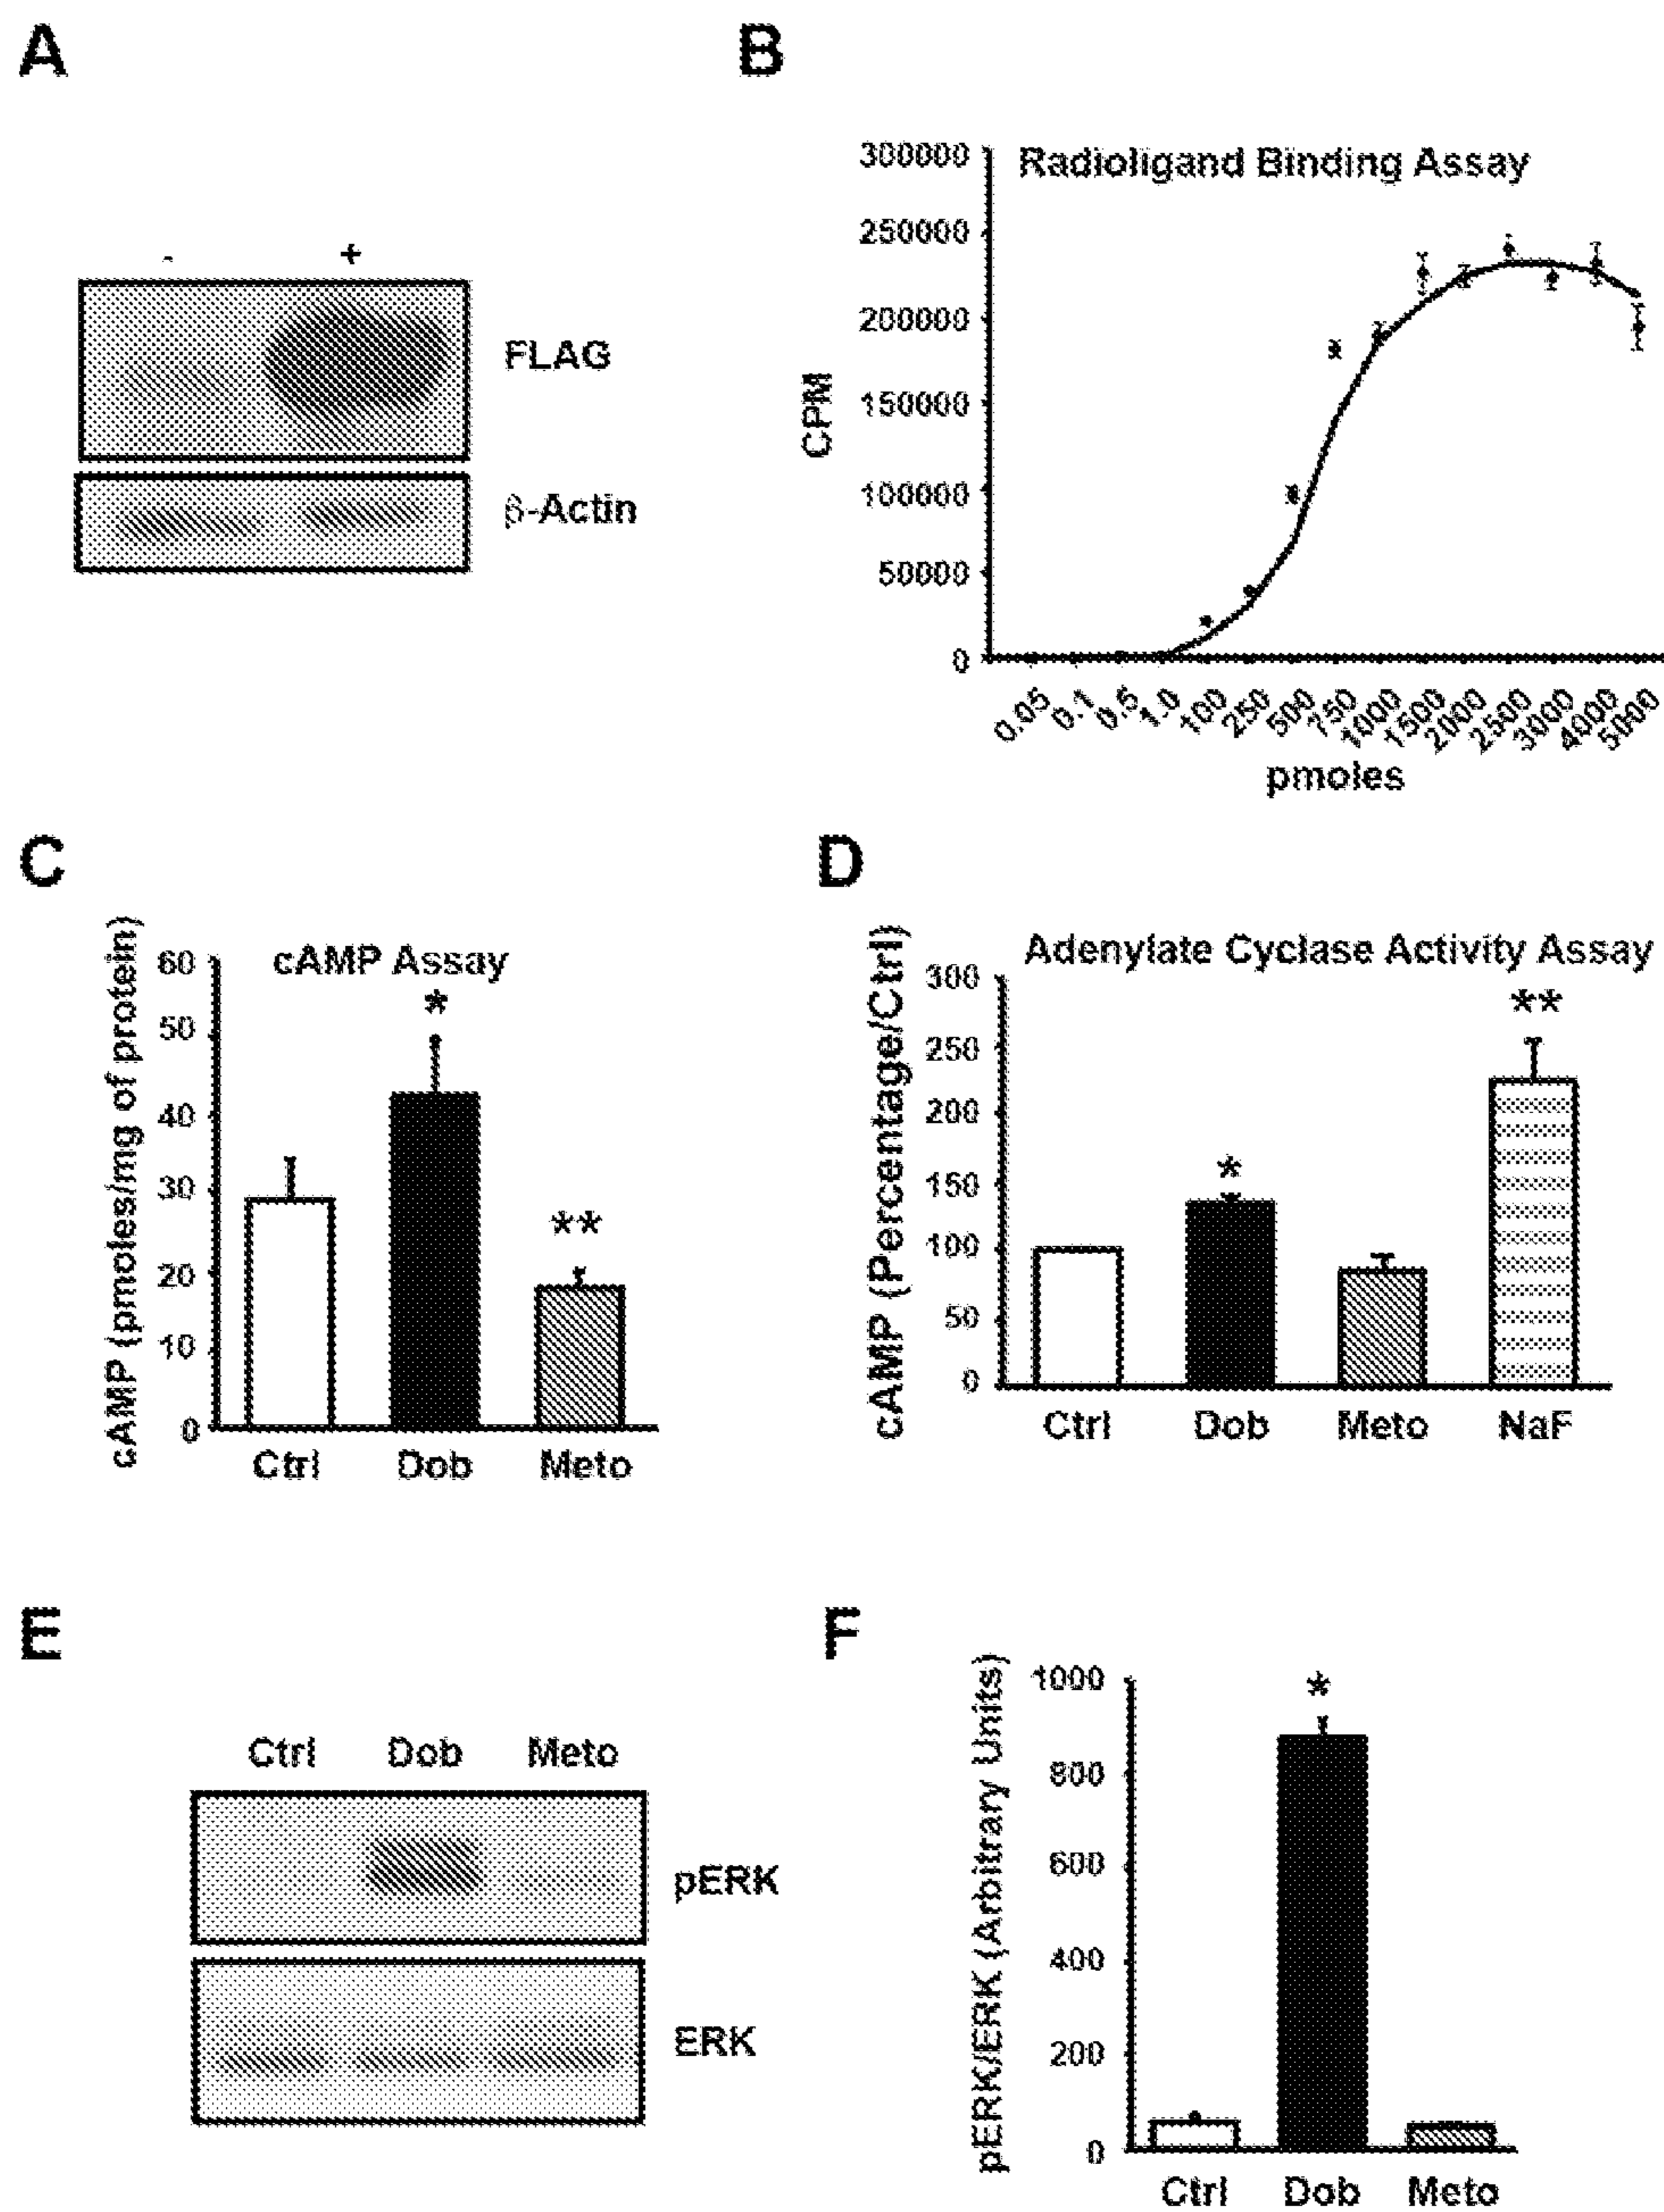 A
- +
FLAG
β-Actin
B
Radioligand Binding Assay
CPM
300000
250000
200000
150000
100000
50000
0
0.05 0.1 0.5 1.0 100 250 500 750 1000 1500 2000 2500 3000 4000 5000
pmoles
C
cAMP Assay
cAMP (pmoles/mg of protein)
60
50
40
30
20
10
0
*
**
Ctrl Dob Meto
D
Adenylate Cyclase Activity Assay
cAMP (Percentage/Ctrl)
300
250
200
150
100
50
0
*
**
Ctrl Dob Meto NaF
E
Ctrl Dob Meto
pERK
ERK
F
pERK/ERK (Arbitrary Units)
1000
800
600
400
200
0
*
Ctrl Dob Meto